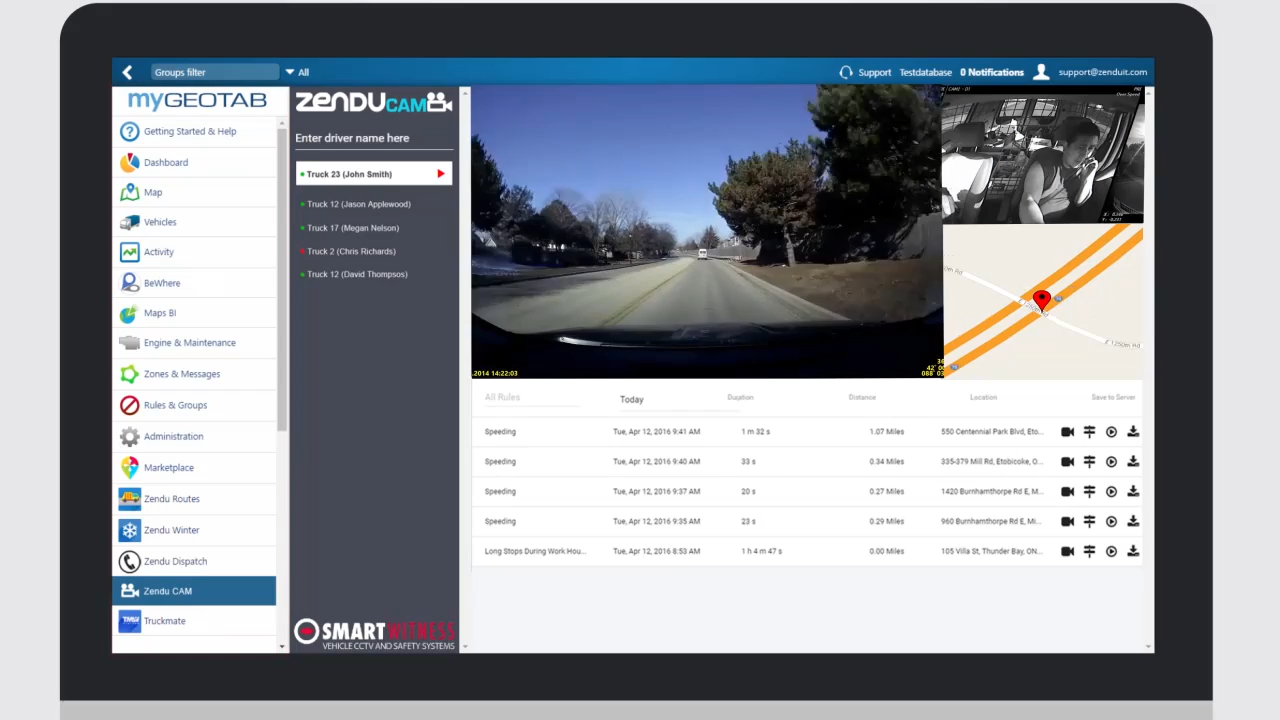 Groups filter
All
Support
Testdatabase
0 Notifications
support@zenduit.com
myGEOTAB
Getting Started & Help
Dashboard
Map
Vehicles
Activity
BeWhere
Maps BI
Engine & Maintenance
Zones & Messages
Rules & Groups
Administration
Marketplace
Zendu Routes
Zendu Winter
Zendu Dispatch
Zendu CAM
Truckmate
ZENDUCAM
Enter driver name here
Truck 23 (John Smith)
Truck 12 (Jason Applewood)
Truck 17 (Megan Nelson)
Truck 2 (Chris Richards)
Truck 12 (David Thompsos)
SMARTWITNESS
VEHICLE CCTV AND SAFETY SYSTEMS
.2014 14:22:03
E 1250th Rd
All Rules Today Duration Distance Location Save to Server
Speeding Tue, Apr 12, 2016 9:41 AM 1 m 32 s 1.07 Miles 550 Centennial Park Blvd, Eto...
Speeding Tue, Apr 12, 2016 9:40 AM 33 s 0.34 Miles 335-379 Mill Rd, Etobicoke, O...
Speeding Tue, Apr 12, 2016 9:37 AM 20 s 0.27 Miles 1420 Burnhamthorpe Rd E, M...
Speeding Tue, Apr 12, 2016 9:35 AM 23 s 0.29 Miles 960 Burnhamthorpe Rd E, Mi...
Long Stops During Work Hou... Tue, Apr 12, 2016 8:53 AM 1 h 4 m 47 s 0.00 Miles 105 Villa St, Thunder Bay, ON...